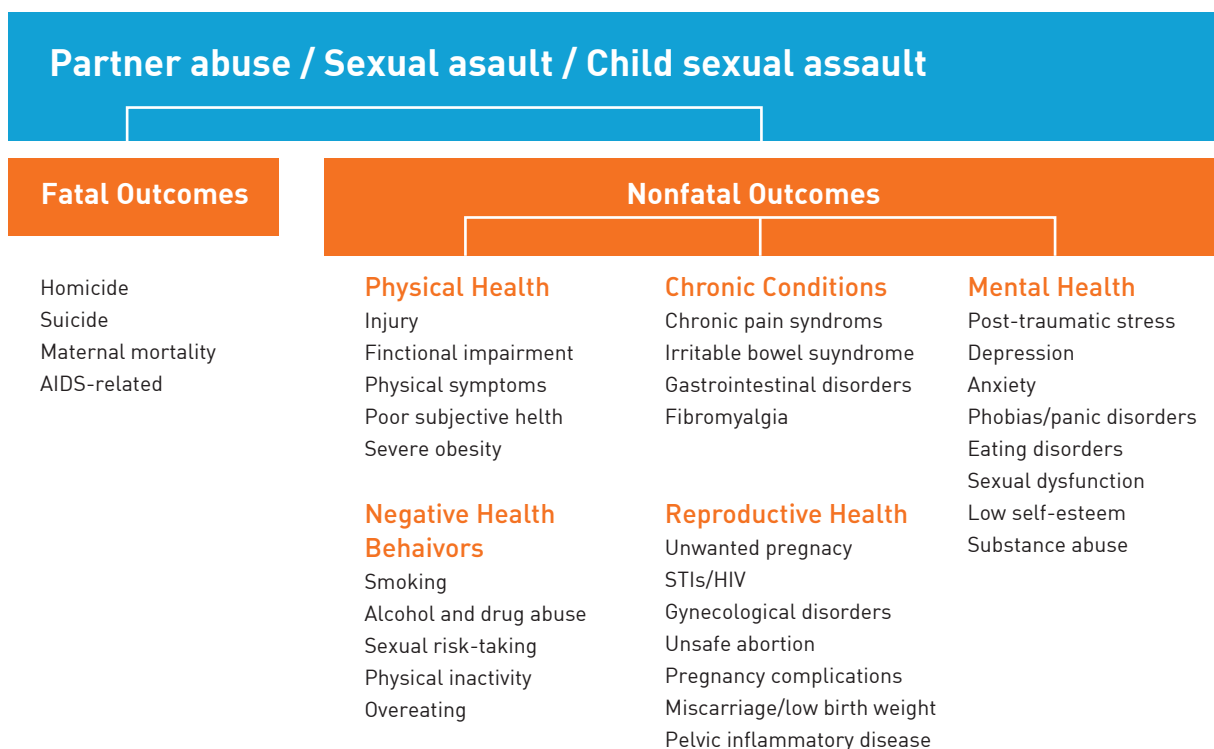 Partner abuse / Sexual asault / Child sexual assault
Fatal Outcomes
Homicide
Suicide
Maternal mortality
AIDS-related
Nonfatal Outcomes
Physical Health
Injury
Finctional impairment
Physical symptoms
Poor subjective helth
Severe obesity
Negative Health
Behaivors
Smoking
Alcohol and drug abuse
Sexual risk-taking
Physical inactivity
Overeating
Chronic Conditions
Chronic pain syndroms
Irritable bowel suyndrome
Gastrointestinal disorders
Fibromyalgia
Reproductive Health
Unwanted pregnacy
STIs/HIV
Gynecological disorders
Unsafe abortion
Pregnancy complications
Miscarriage/low birth weight
Pelvic inflammatory disease
Mental Health
Post-traumatic stress
Depression
Anxiety
Phobias/panic disorders
Eating disorders
Sexual dysfunction
Low self-esteem
Substance abuse